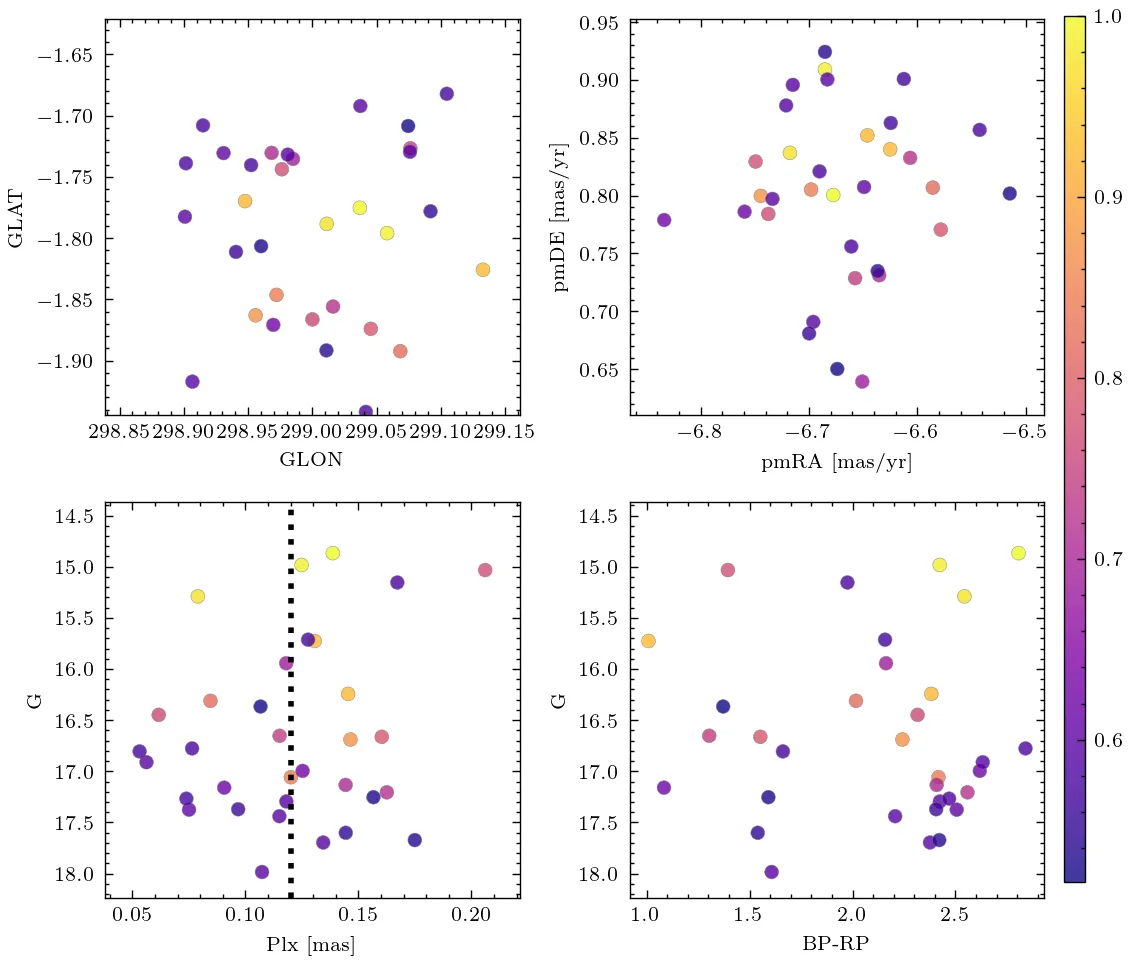 −1.65
−1.70
−1.75
−1.80
−1.85
−1.90
GLAT
298.85 298.90 298.95 299.00 299.05 299.10 299.15
GLON
0.95
0.90
0.85
0.80
0.75
0.70
0.65
pmDE [mas/yr]
−6.8 −6.7 −6.6 −6.5
pmRA [mas/yr]
1.0
0.9
0.8
0.7
0.6
14.5
15.0
15.5
16.0
16.5
17.0
17.5
18.0
G
0.05 0.10 0.15 0.20
Plx [mas]
14.5
15.0
15.5
16.0
16.5
17.0
17.5
18.0
G
1.0 1.5 2.0 2.5
BP-RP